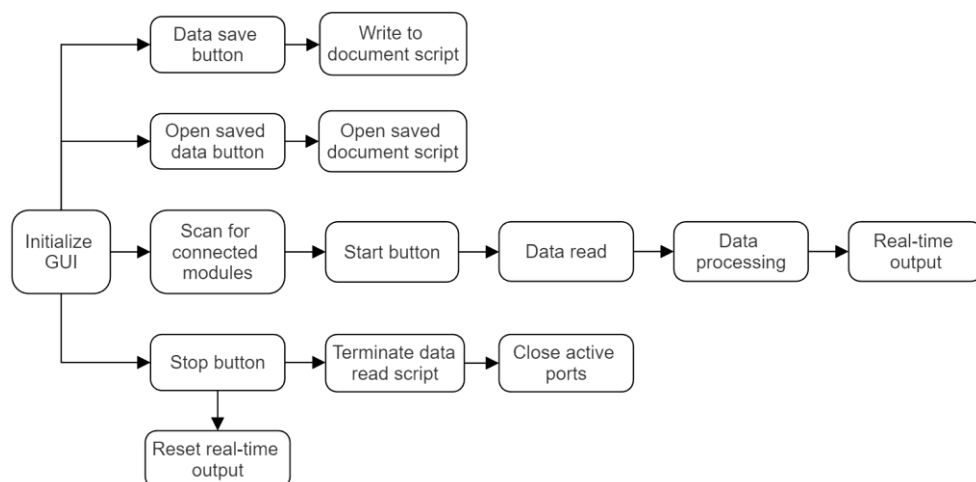 Data save
button
Write to
document script
Open saved
data button
Open saved
document script
Initialize
GUI
Scan for
connected
modules
Start button
Data read
Data
processing
Real-time
output
Stop button
Terminate data
read script
Close active
ports
Reset real-time
output